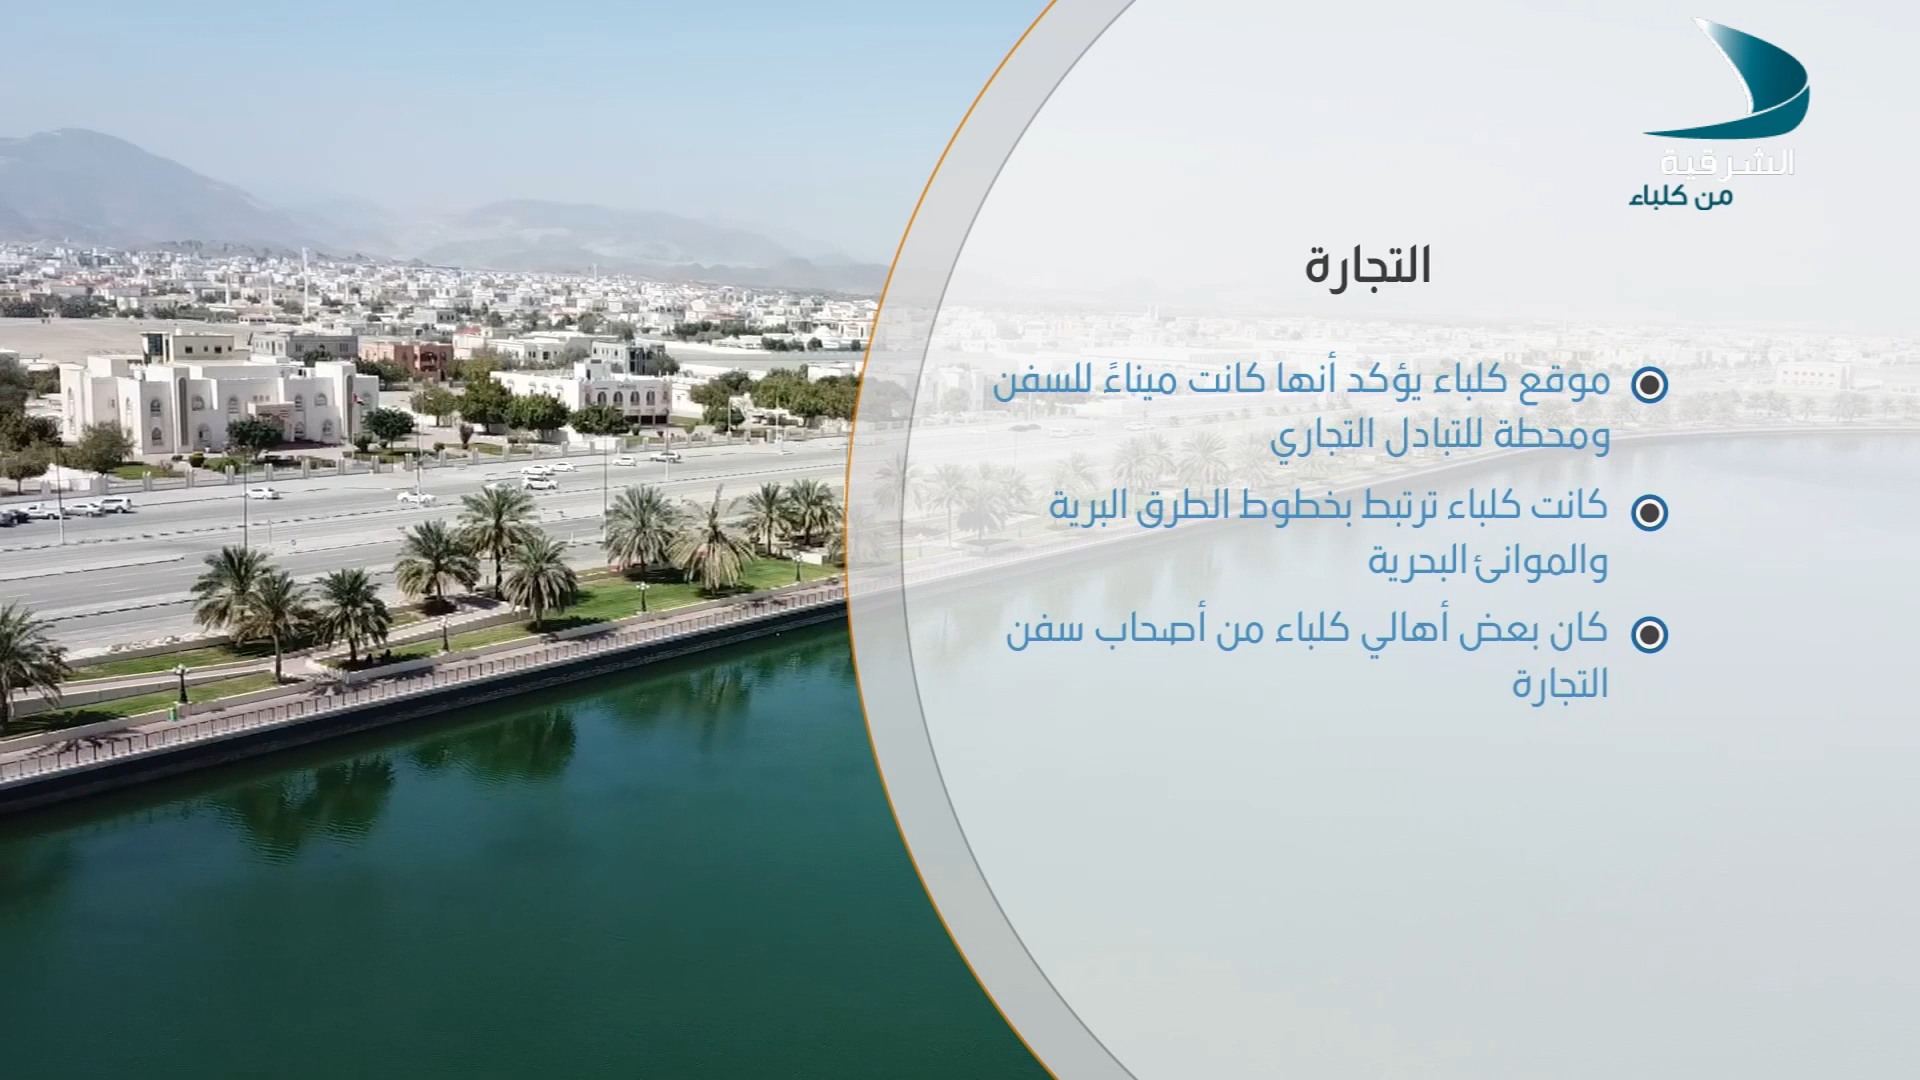 الشرقية
من كلباء
التجارة
موقع كلباء يؤكد أنها كانت ميناءً للسفن
ومحطة للتبادل التجاري
كانت كلباء ترتبط بخطوط الطرق البرية
والموانئ البحرية
كان بعض أهالي كلباء من أصحاب سفن
التجارة